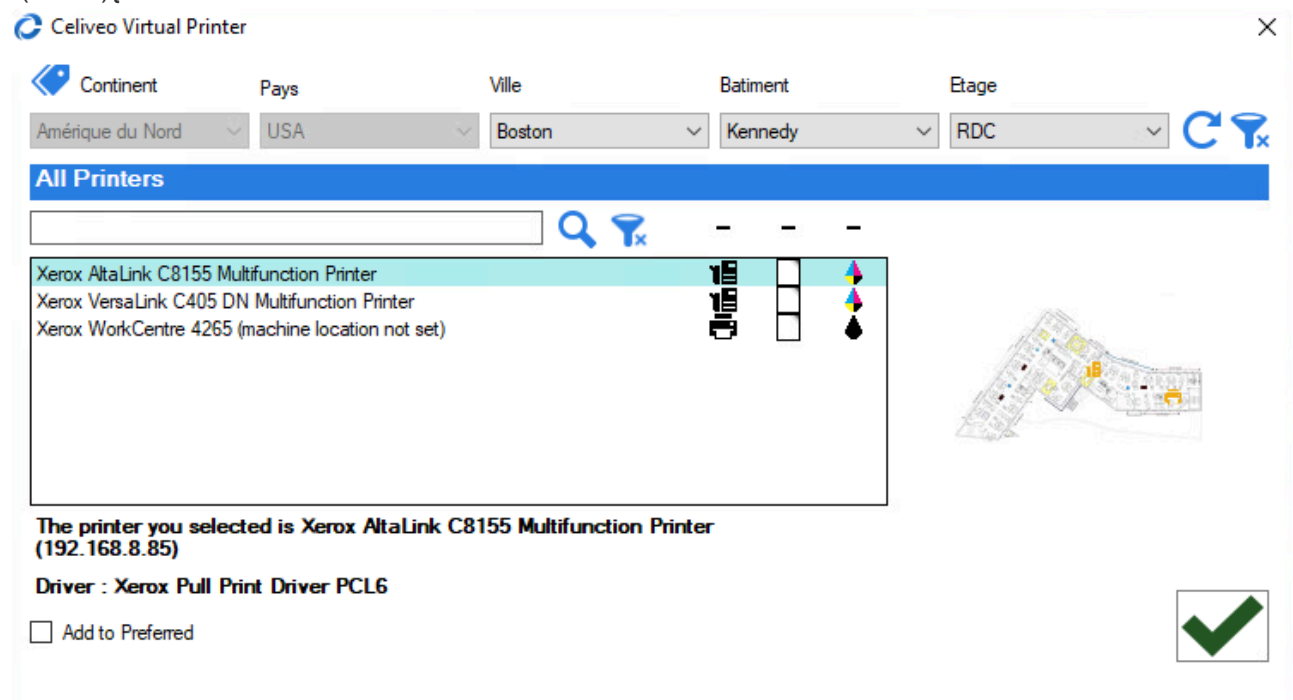 Celiveo Virtual Printer
Continent Pays Ville Batiment Etage
Amérique du Nord USA Boston Kennedy RDC
All Printers
Xerox AltaLink C8155 Multifunction Printer
Xerox VersaLink C405 DN Multifunction Printer
Xerox WorkCentre 4265 (machine location not set)
The printer you selected is Xerox AltaLink C8155 Multifunction Printer
(192.168.8.85)
Driver : Xerox Pull Print Driver PCL6
Add to Preferred